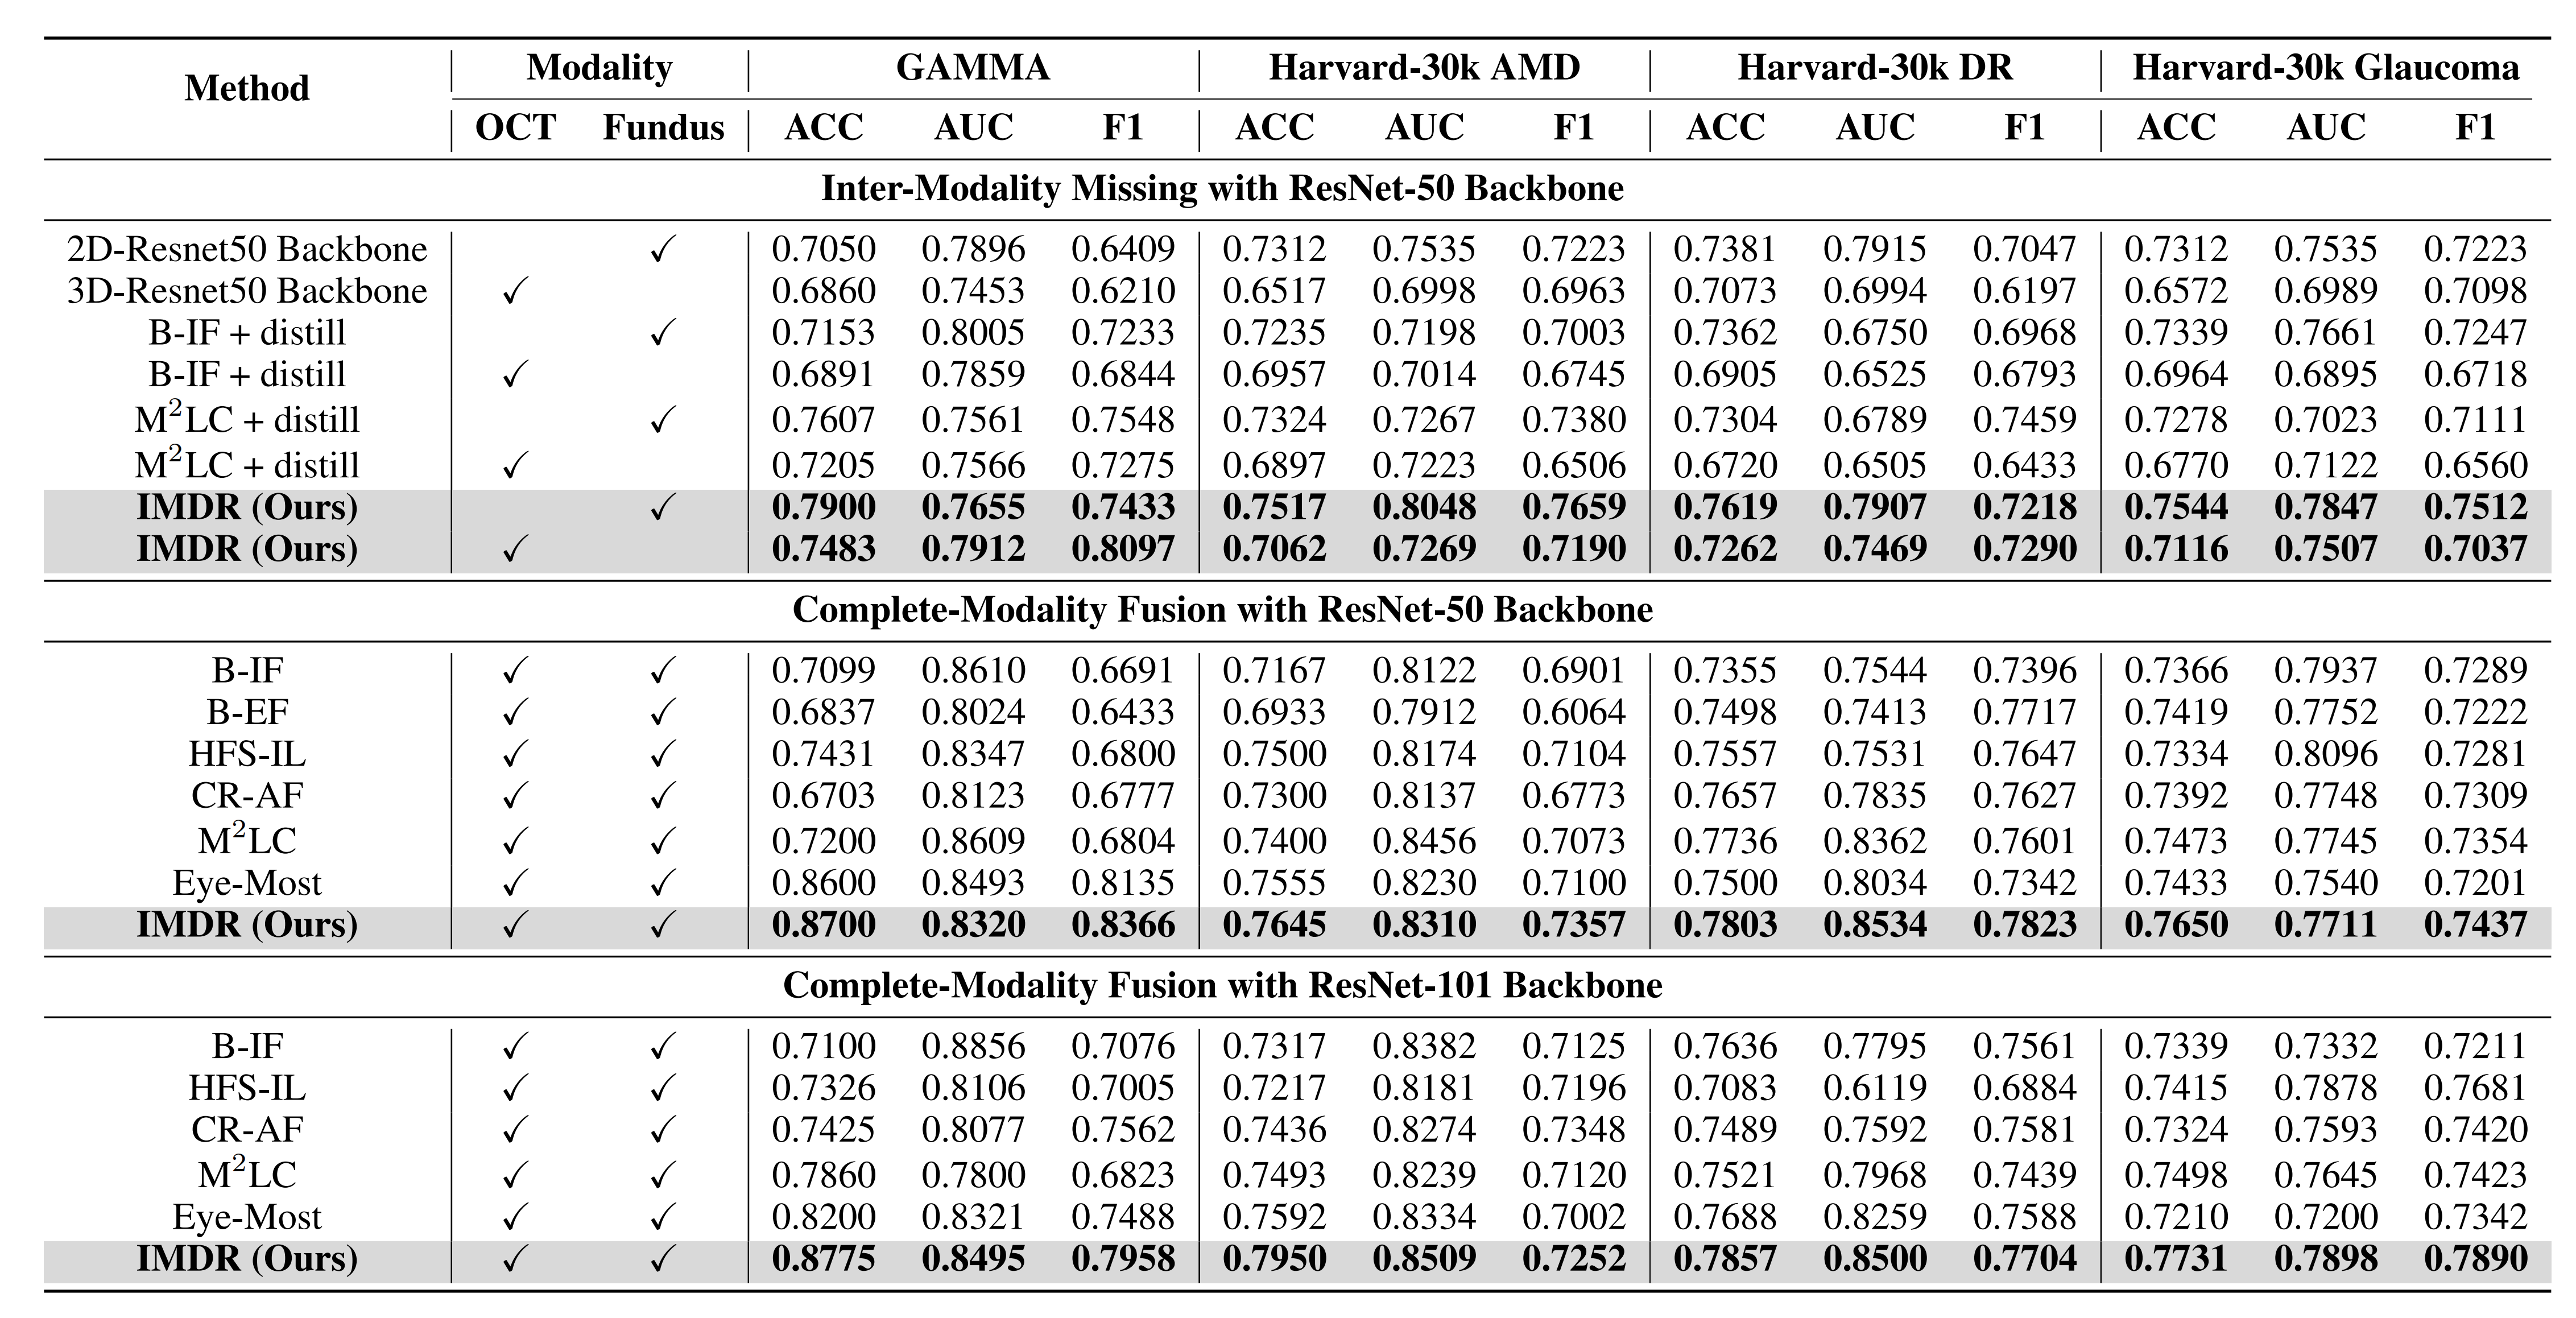 Method Modality GAMMA Harvard-30k AMD Harvard-30k DR Harvard-30k Glaucoma
OCT Fundus ACC AUC F1 ACC AUC F1 ACC AUC F1 ACC AUC F1
Inter-Modality Missing with ResNet-50 Backbone
2D-Resnet50 Backbone ✓ 0.7050 0.7896 0.6409 0.7312 0.7535 0.7223 0.7381 0.7915 0.7047 0.7312 0.7535 0.7223
3D-Resnet50 Backbone ✓ 0.6860 0.7453 0.6210 0.6517 0.6998 0.6963 0.7073 0.6994 0.6197 0.6572 0.6989 0.7098
B-IF + distill ✓ 0.7153 0.8005 0.7233 0.7235 0.7198 0.7003 0.7362 0.6750 0.6968 0.7339 0.7661 0.7247
B-IF + distill ✓ 0.6891 0.7859 0.6844 0.6957 0.7014 0.6745 0.6905 0.6525 0.6793 0.6964 0.6895 0.6718
M²LC + distill ✓ 0.7607 0.7561 0.7548 0.7324 0.7267 0.7380 0.7304 0.6789 0.7459 0.7278 0.7023 0.7111
M²LC + distill ✓ 0.7205 0.7566 0.7275 0.6897 0.7223 0.6506 0.6720 0.6505 0.6433 0.6770 0.7122 0.6560
IMDR (Ours) ✓ 0.7900 0.7655 0.7433 0.7517 0.8048 0.7659 0.7619 0.7907 0.7218 0.7544 0.7847 0.7512
IMDR (Ours) ✓ 0.7483 0.7912 0.8097 0.7062 0.7269 0.7190 0.7262 0.7469 0.7290 0.7116 0.7507 0.7037
Complete-Modality Fusion with ResNet-50 Backbone
B-IF ✓ ✓ 0.7099 0.8610 0.6691 0.7167 0.8122 0.6901 0.7355 0.7544 0.7396 0.7366 0.7937 0.7289
B-EF ✓ ✓ 0.6837 0.8024 0.6433 0.6933 0.7912 0.6064 0.7498 0.7413 0.7717 0.7419 0.7752 0.7222
HFS-IL ✓ ✓ 0.7431 0.8347 0.6800 0.7500 0.8174 0.7104 0.7557 0.7531 0.7647 0.7334 0.8096 0.7281
CR-AF ✓ ✓ 0.6703 0.8123 0.6777 0.7300 0.8137 0.6773 0.7657 0.7835 0.7627 0.7392 0.7748 0.7309
M²LC ✓ ✓ 0.7200 0.8609 0.6804 0.7400 0.8456 0.7073 0.7736 0.8362 0.7601 0.7473 0.7745 0.7354
Eye-Most ✓ ✓ 0.8600 0.8493 0.8135 0.7555 0.8230 0.7100 0.7500 0.8034 0.7342 0.7433 0.7540 0.7201
IMDR (Ours) ✓ ✓ 0.8700 0.8320 0.8366 0.7645 0.8310 0.7357 0.7803 0.8534 0.7823 0.7650 0.7711 0.7437
Complete-Modality Fusion with ResNet-101 Backbone
B-IF ✓ ✓ 0.7100 0.8856 0.7076 0.7317 0.8382 0.7125 0.7636 0.7795 0.7561 0.7339 0.7332 0.7211
HFS-IL ✓ ✓ 0.7326 0.8106 0.7005 0.7217 0.8181 0.7196 0.7083 0.6119 0.6884 0.7415 0.7878 0.7681
CR-AF ✓ ✓ 0.7425 0.8077 0.7562 0.7436 0.8274 0.7348 0.7489 0.7592 0.7581 0.7324 0.7593 0.7420
M²LC ✓ ✓ 0.7860 0.7800 0.6823 0.7493 0.8239 0.7120 0.7521 0.7968 0.7439 0.7498 0.7645 0.7423
Eye-Most ✓ ✓ 0.8200 0.8321 0.7488 0.7592 0.8334 0.7002 0.7688 0.8259 0.7588 0.7210 0.7200 0.7342
IMDR (Ours) ✓ ✓ 0.8775 0.8495 0.7958 0.7950 0.8509 0.7252 0.7857 0.8500 0.7704 0.7731 0.7898 0.7890